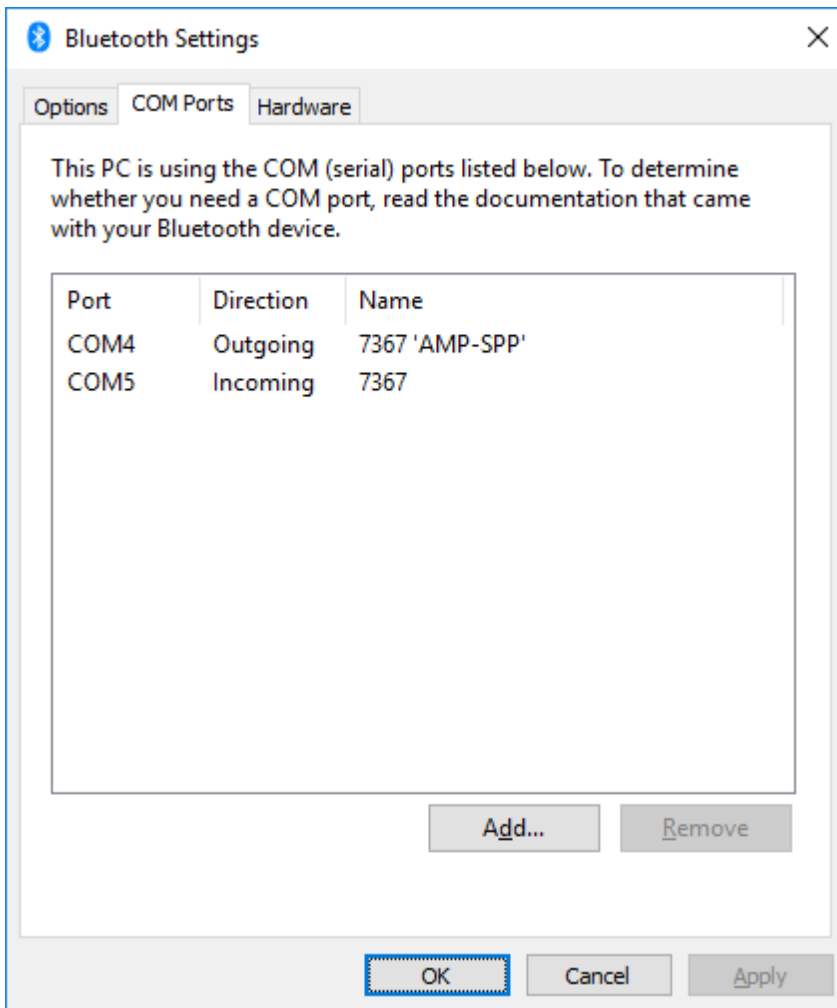 Bluetooth Settings
Options COM Ports Hardware
This PC is using the COM (serial) ports listed below. To determine
whether you need a COM port, read the documentation that came
with your Bluetooth device.
Port Direction Name
COM4 Outgoing 7367 'AMP-SPP'
COM5 Incoming 7367
Add... Remove
OK Cancel Apply